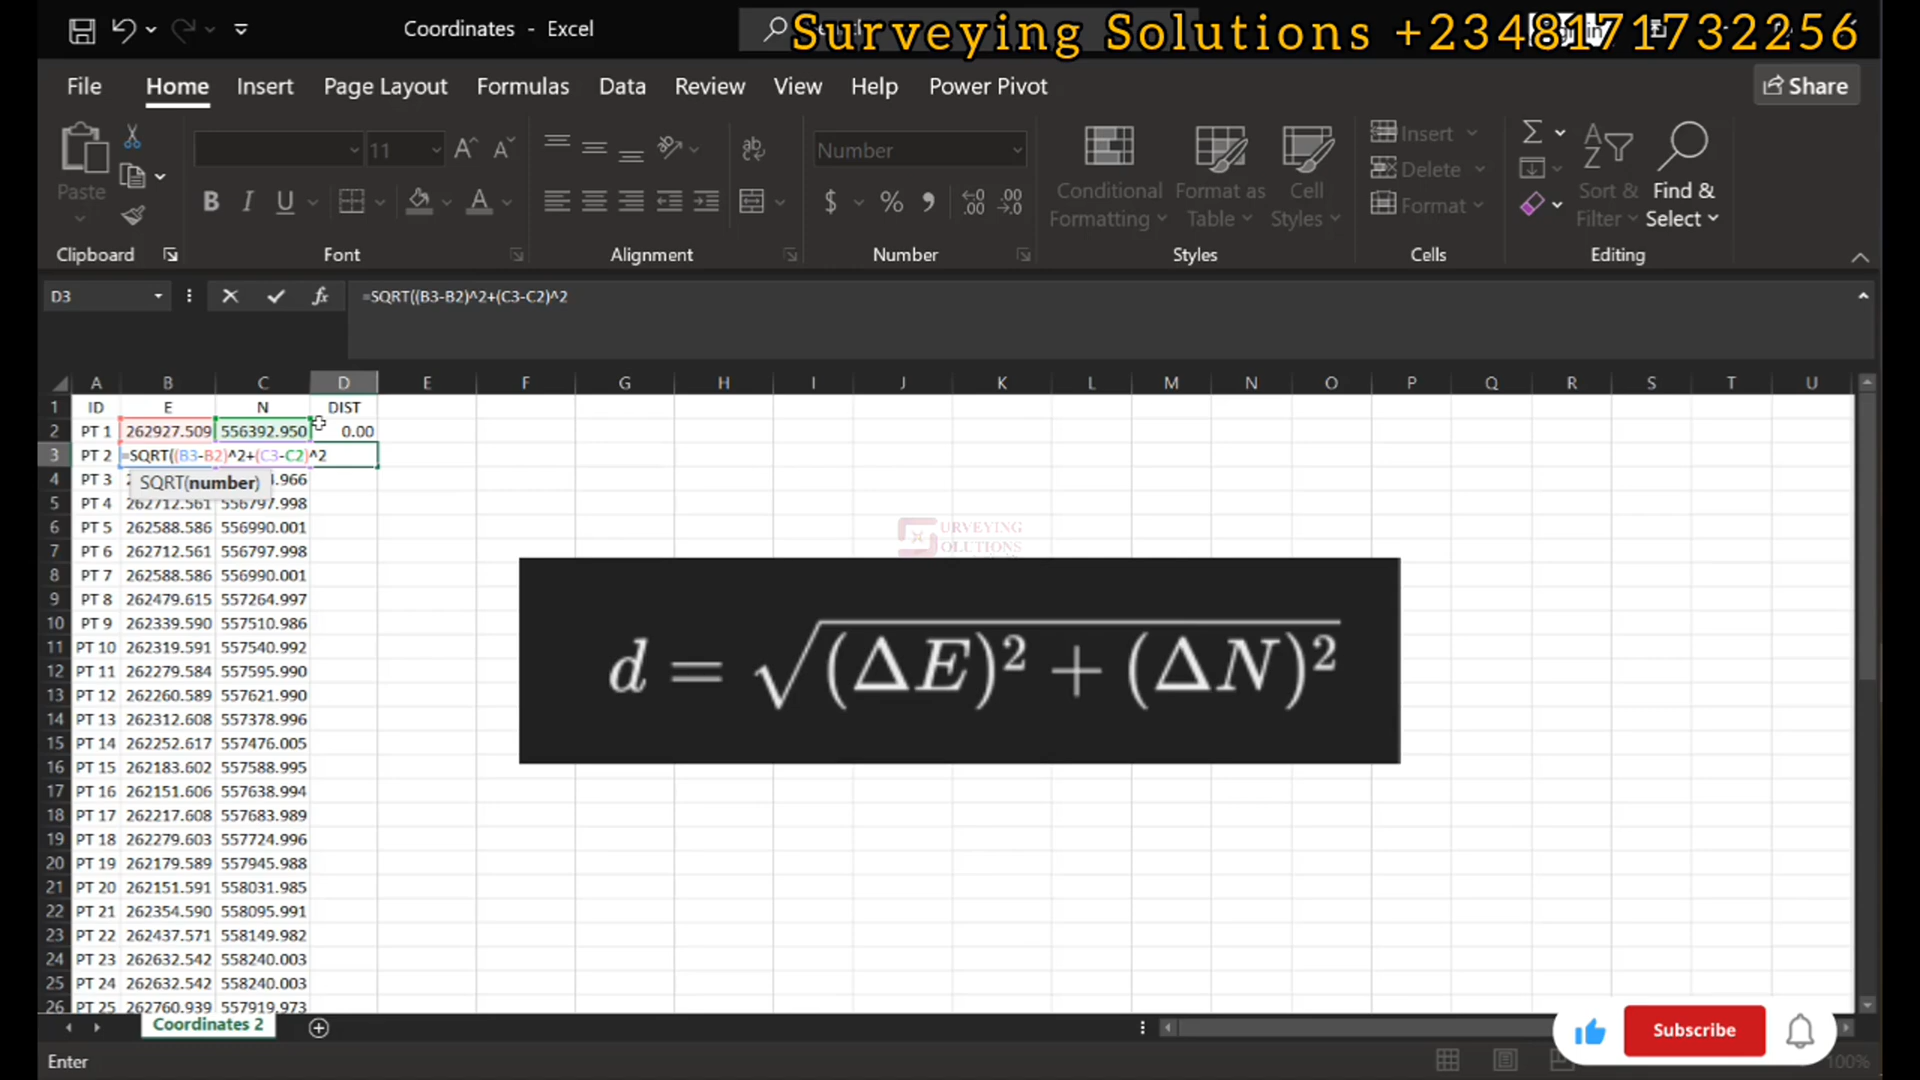 Coordinates - Excel
Surveying Solutions +2348171732256
File Home Insert Page Layout Formulas Data Review View Help Power Pivot Share
11 Number
Paste
B I U
$ % 9
Conditional Formatting
Format as Table
Cell Styles
Insert
Delete
Format
Sort & Filter
Find & Select
Clipboard Font Alignment Number Styles Cells Editing
D3 fx =SQRT((B3-B2)^2+(C3-C2)^2
A B C D E F G H I J K L M N O P Q R S T U
1 ID E N DIST
2 PT 1 262927.509 556392.950 0.00
3 PT 2 =SQRT((B3-B2)^2+(C3-C2)^2
SQRT(number)
4 PT 3 .966
5 PT 4 262712.561 556797.998
6 PT 5 262588.586 556990.001
7 PT 6 262712.561 556797.998
8 PT 7 262588.586 556990.001
9 PT 8 262479.615 557264.997
10 PT 9 262339.590 557510.986
11 PT 10 262319.591 557540.992
12 PT 11 262279.584 557595.990
13 PT 12 262260.589 557621.990
14 PT 13 262312.608 557378.996
15 PT 14 262252.617 557476.005
16 PT 15 262183.602 557588.995
17 PT 16 262151.606 557638.994
18 PT 17 262217.608 557683.989
19 PT 18 262279.603 557724.996
20 PT 19 262179.589 557945.988
21 PT 20 262151.591 558031.985
22 PT 21 262354.590 558095.991
23 PT 22 262437.571 558149.982
24 PT 23 262632.542 558240.003
25 PT 24 262632.542 558240.003
26 PT 25 262760.939 557919.973
SURVEYING
SOLUTIONS
d = √(ΔE)² + (ΔN)²
Coordinates 2
Subscribe
Enter
100%